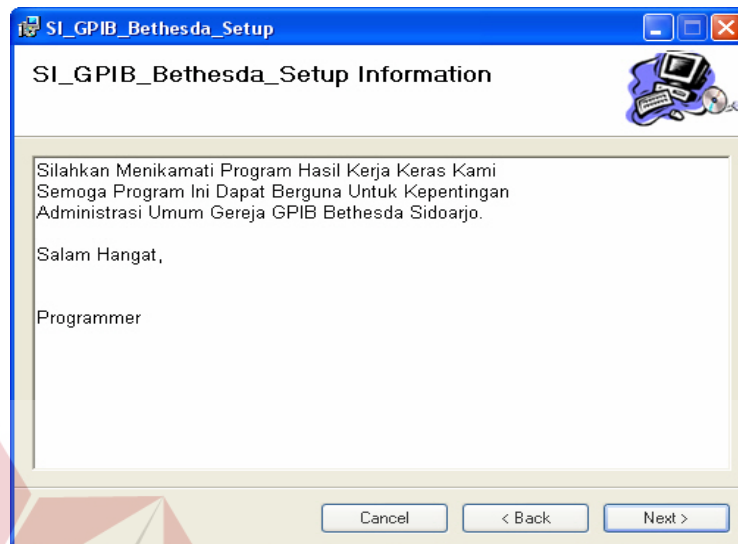 SI_GPIB_Bethesda_Setup
SI_GPIB_Bethesda_Setup Information
Silahkan Menikamati Program Hasil Kerja Keras Kami
Semoga Program Ini Dapat Berguna Untuk Kepentingan
Administrasi Umum Gereja GPIB Bethesda Sidoarjo.
Salam Hangat,
Programmer
Cancel
< Back
Next >